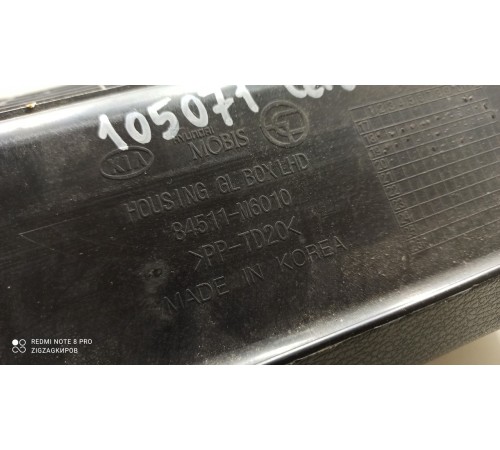 105071
KIA HYUNDAI MOBIS
HOUSING GL BOX LHD
84511-M6010
>PP-TD20<
MADE IN KOREA
REDMI NOTE 8 PRO
ZIGZAGКИРОВ